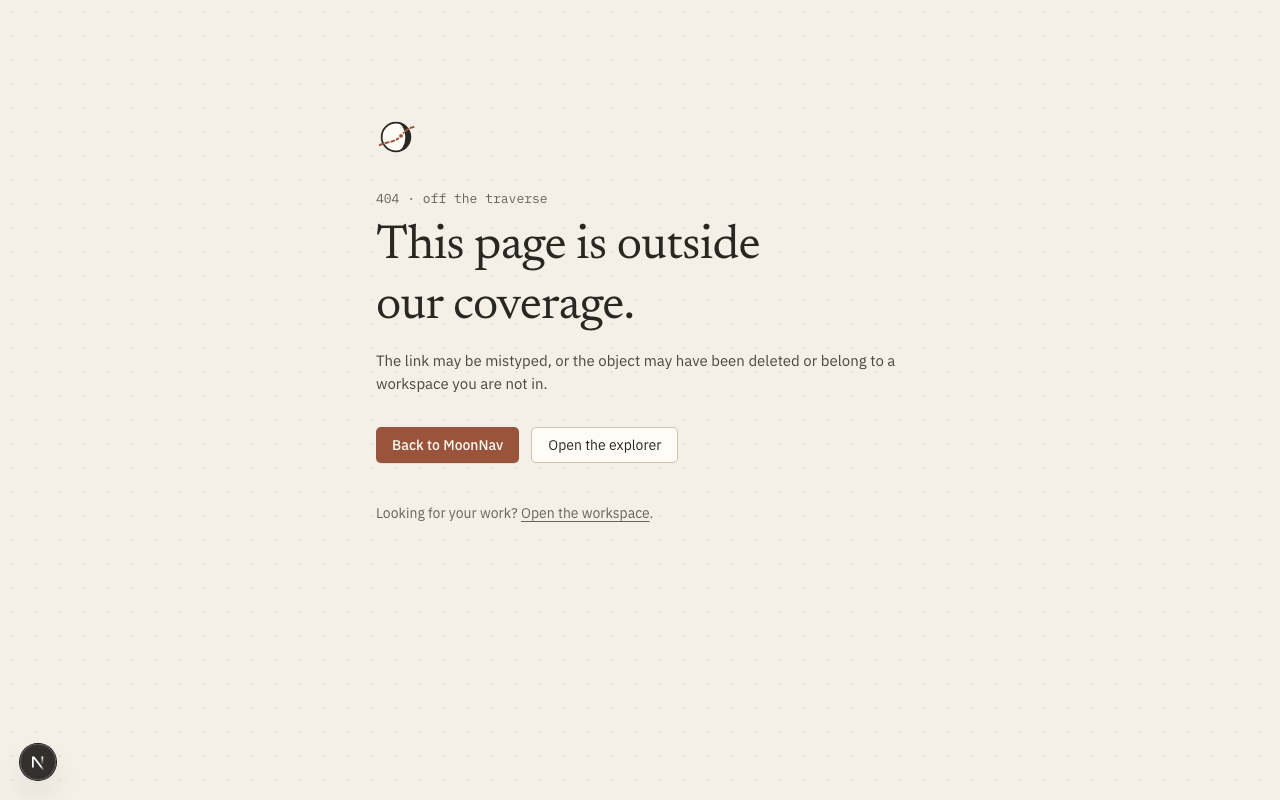 404 · off the traverse
This page is outside
our coverage.
The link may be mistyped, or the object may have been deleted or belong to a
workspace you are not in.
Back to MoonNav
Open the explorer
Looking for your work? Open the workspace.
N